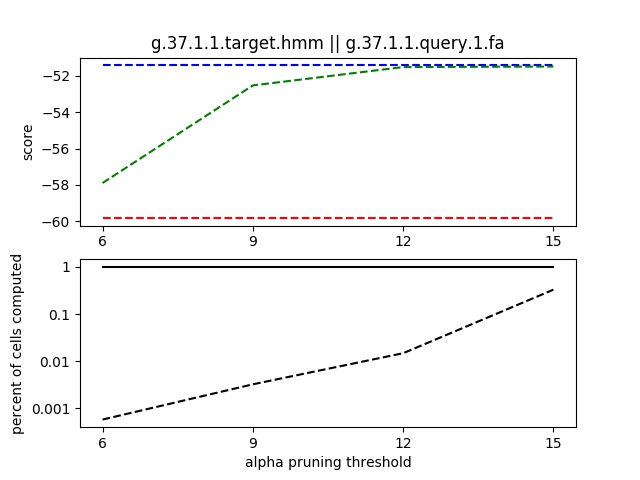 g.37.1.1.target.hmm || g.37.1.1.query.1.fa
score
−52
−54
−56
−58
−60
6 9 12 15
percent of cells computed
1
0.1
0.01
0.001
6 9 12 15
alpha pruning threshold